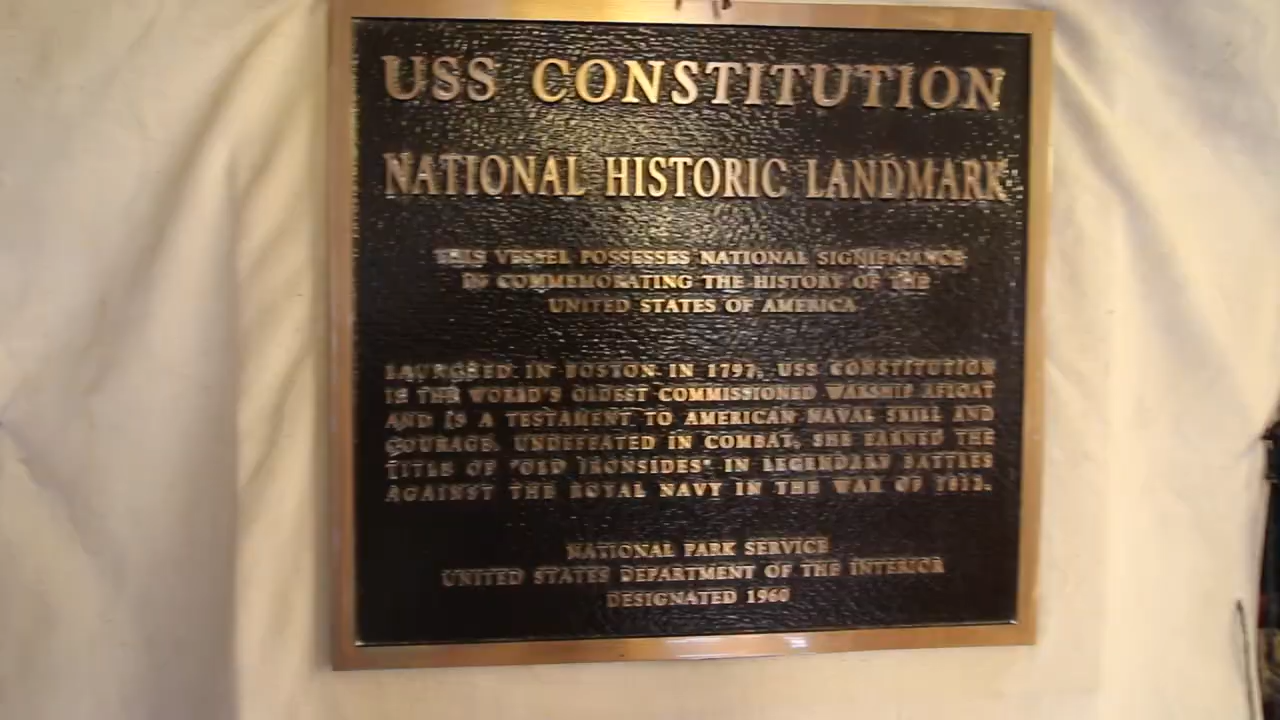 USS CONSTITUTION
NATIONAL HISTORIC LANDMARK
THIS VESSEL POSSESSES NATIONAL SIGNIFICANCE
IN COMMEMORATING THE HISTORY OF THE
UNITED STATES OF AMERICA
LAUNCHED IN BOSTON IN 1797, USS CONSTITUTION
IS THE WORLD'S OLDEST COMMISSIONED WARSHIP AFLOAT
AND IS A TESTAMENT TO AMERICAN NAVAL SKILL AND
COURAGE. UNDEFEATED IN COMBAT, SHE EARNED THE
TITLE OF "OLD IRONSIDES" IN LEGENDARY BATTLES
AGAINST THE ROYAL NAVY IN THE WAR OF 1812.
NATIONAL PARK SERVICE
UNITED STATES DEPARTMENT OF THE INTERIOR
DESIGNATED 1960